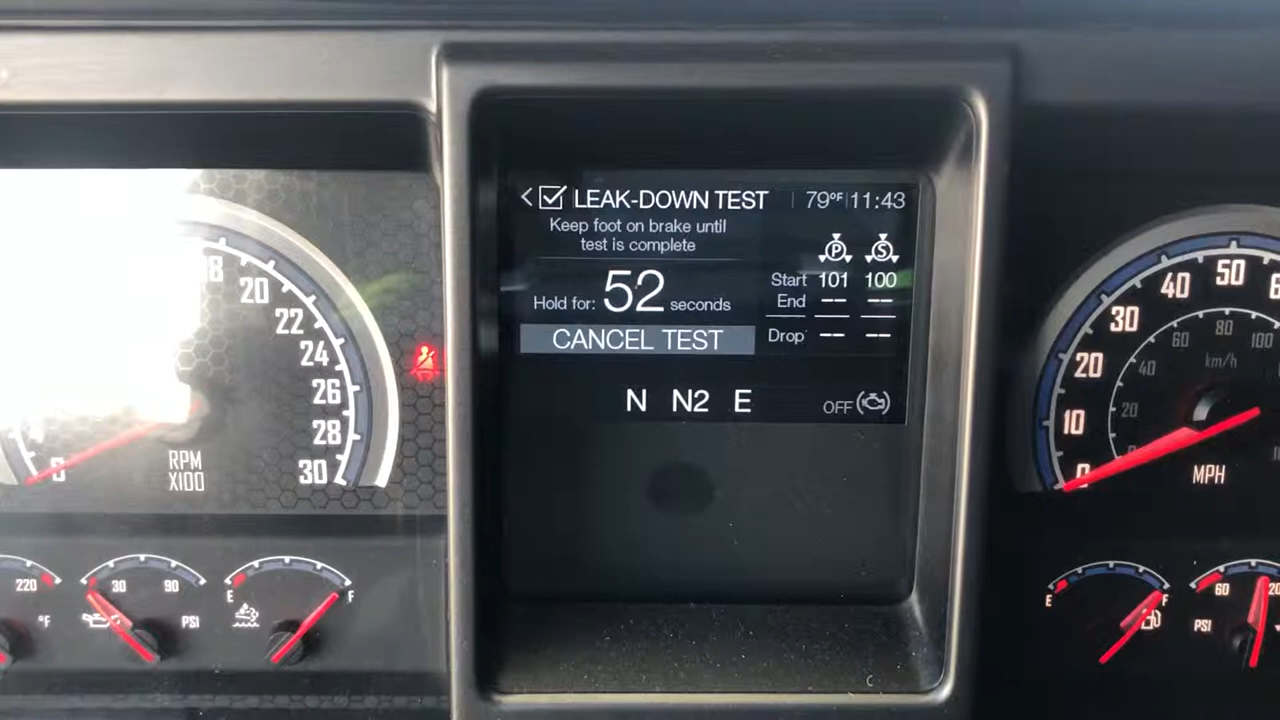 LEAK-DOWN TEST 79°F 11:43
Keep foot on brake until
test is complete
P S
Hold for: 52 seconds
Start 101 100
End -- --
Drop -- --
CANCEL TEST
N N2 E
OFF
18
20
22
24
26
28
30
0
RPM
X100
0
10
20
30
40
50
20
40
60
80
100
km/h
MPH
220
°F
30 90
PSI
E F
E F
60
PSI